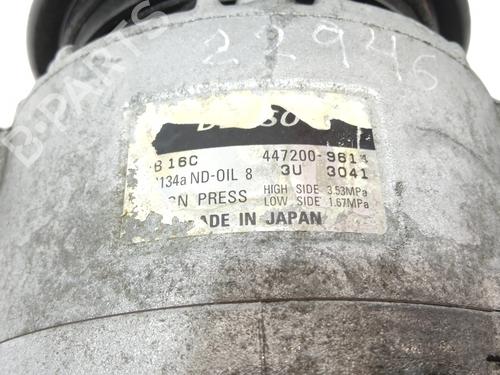 22946
B 16C 447200-9614
134a ND-OIL 8 3U 3041
PRESS HIGH SIDE 3.53MPa
LOW SIDE 1.67MPa
MADE IN JAPAN
B-PARTS